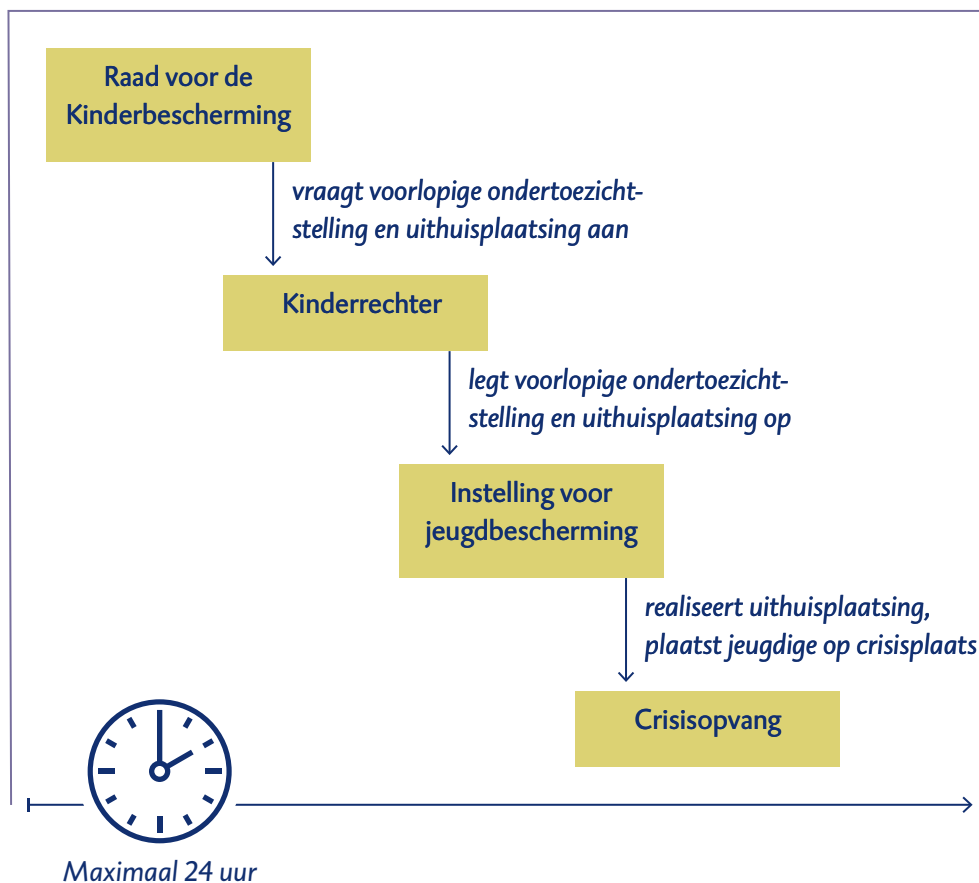 Raad voor de
Kinderbescherming
vraagt voorlopige ondertoezicht-
stelling en uithuisplaatsing aan
Kinderrechter
legt voorlopige ondertoezicht-
stelling en uithuisplaatsing op
Instelling voor
jeugdbescherming
realiseert uithuisplaatsing,
plaatst jeugdige op crisisplaats
Crisisopvang
Maximaal 24 uur